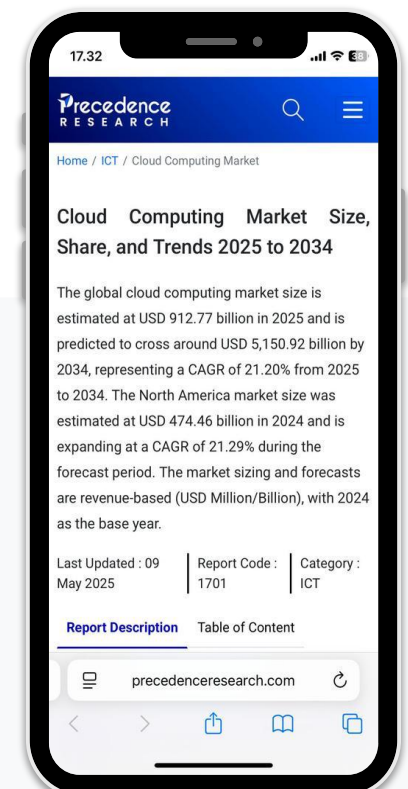 17.32
38
Precedence
RESEARCH
Home / ICT / Cloud Computing Market
Cloud Computing Market Size,
Share, and Trends 2025 to 2034
The global cloud computing market size is
estimated at USD 912.77 billion in 2025 and is
predicted to cross around USD 5,150.92 billion by
2034, representing a CAGR of 21.20% from 2025
to 2034. The North America market size was
estimated at USD 474.46 billion in 2024 and is
expanding at a CAGR of 21.29% during the
forecast period. The market sizing and forecasts
are revenue-based (USD Million/Billion), with 2024
as the base year.
Last Updated : 09
May 2025
Report Code :
1701
Category :
ICT
Report Description Table of Content
precedenceresearch.com